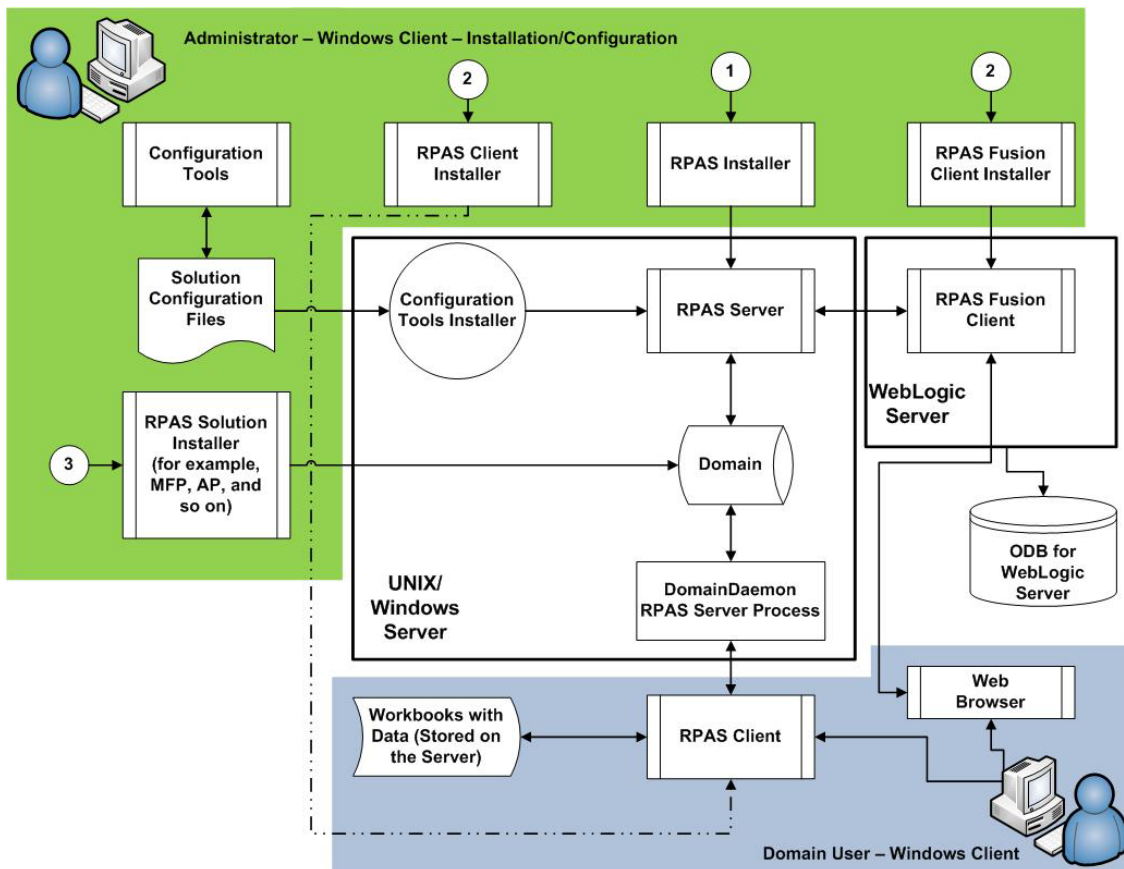 Administrator – Windows Client – Installation/Configuration
2
1
2
Configuration
Tools
RPAS Client
Installer
RPAS Installer
RPAS Fusion
Client Installer
Solution
Configuration
Files
Configuration
Tools Installer
RPAS Server
RPAS Fusion
Client
WebLogic
Server
3
RPAS Solution
Installer
(for example,
MFP, AP, and
so on)
Domain
ODB for
WebLogic
Server
UNIX/
Windows
Server
DomainDaemon
RPAS Server Process
Workbooks with
Data (Stored on
the Server)
RPAS Client
Web
Browser
Domain User – Windows Client